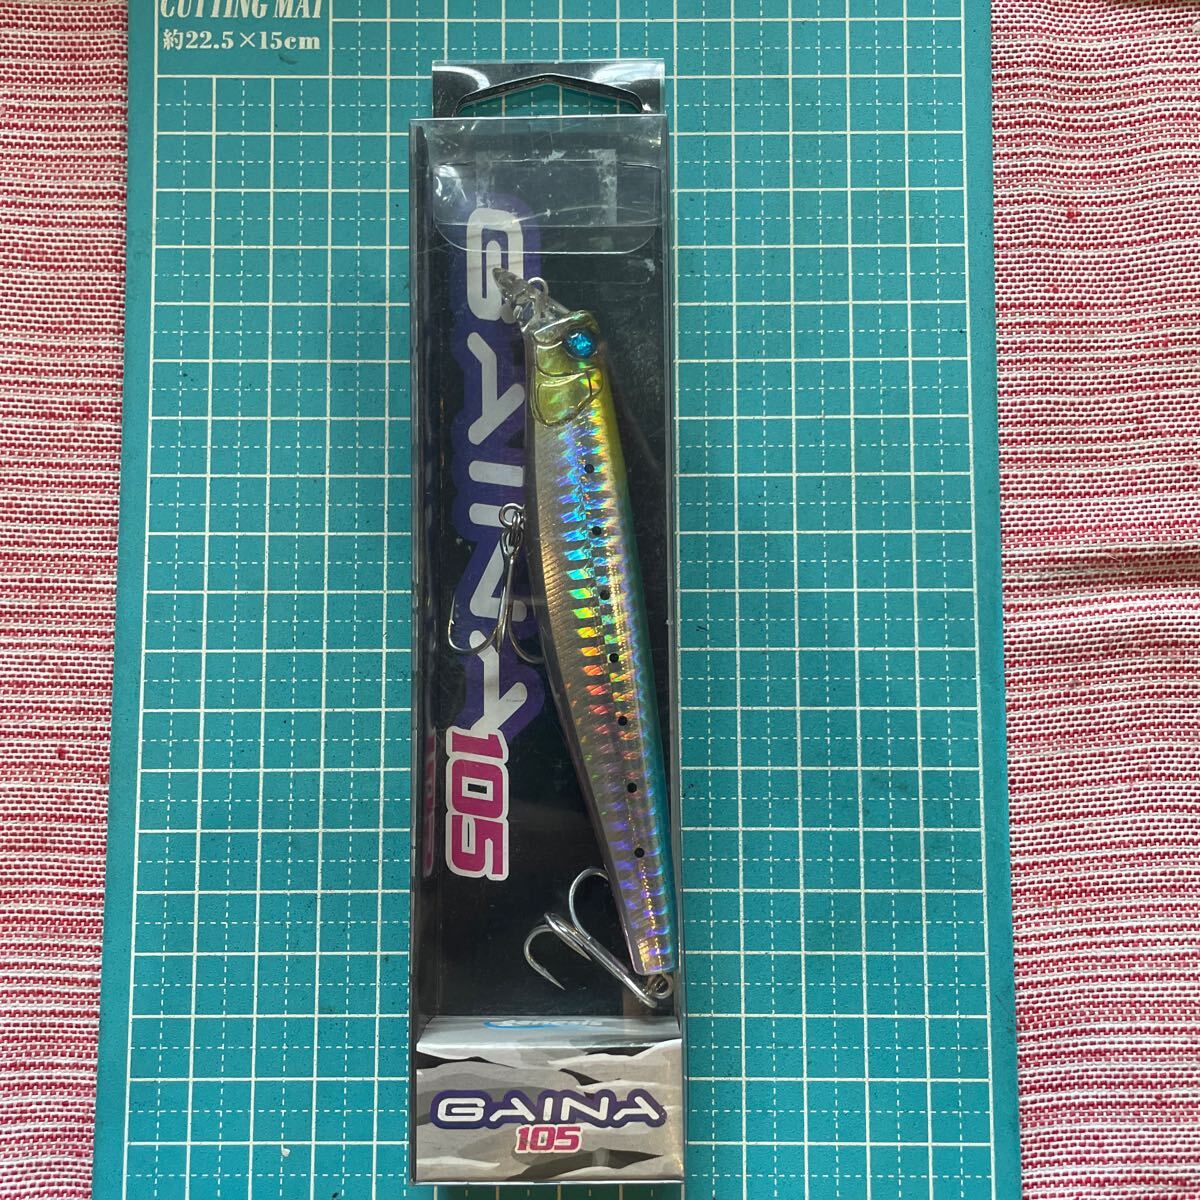 CUTTING MAT
約22.5×15cm
GAINA
105
GAINA
105